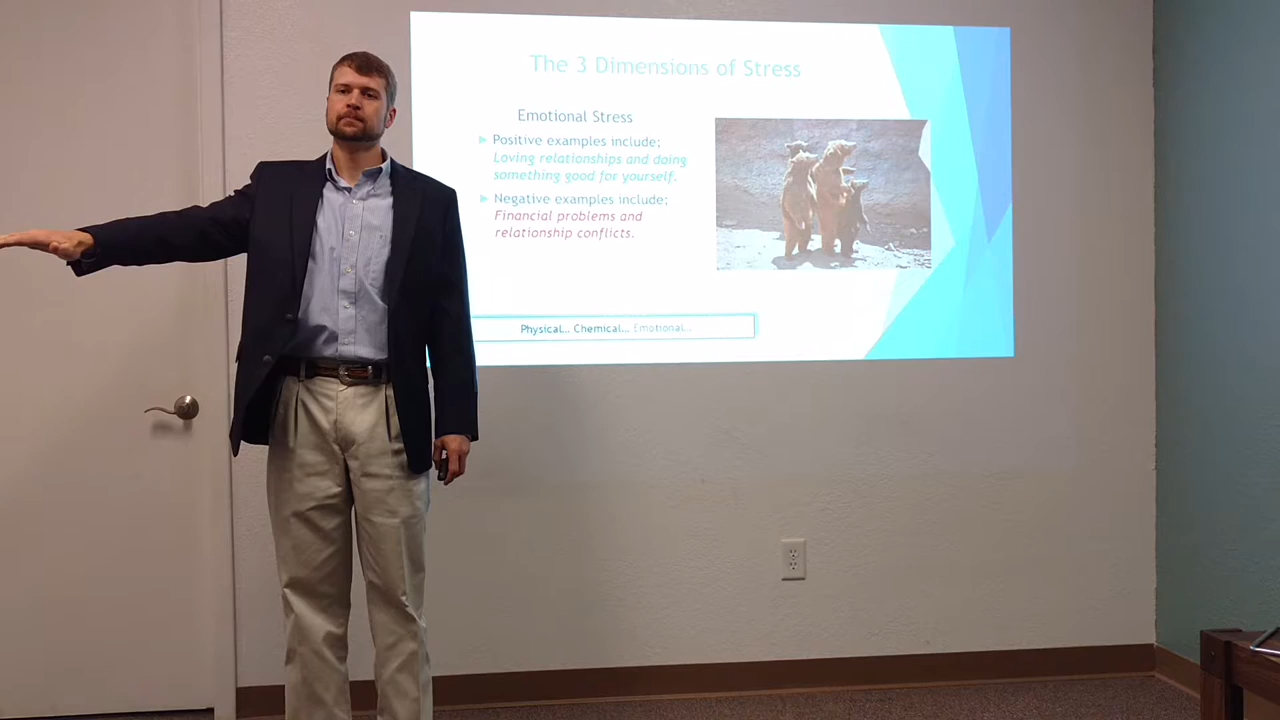 The 3 Dimensions of Stress
Emotional Stress
Positive examples include;
Loving relationships and doing
something good for yourself.
Negative examples include;
Financial problems and
relationship conflicts.
Physical… Chemical… Emotional…